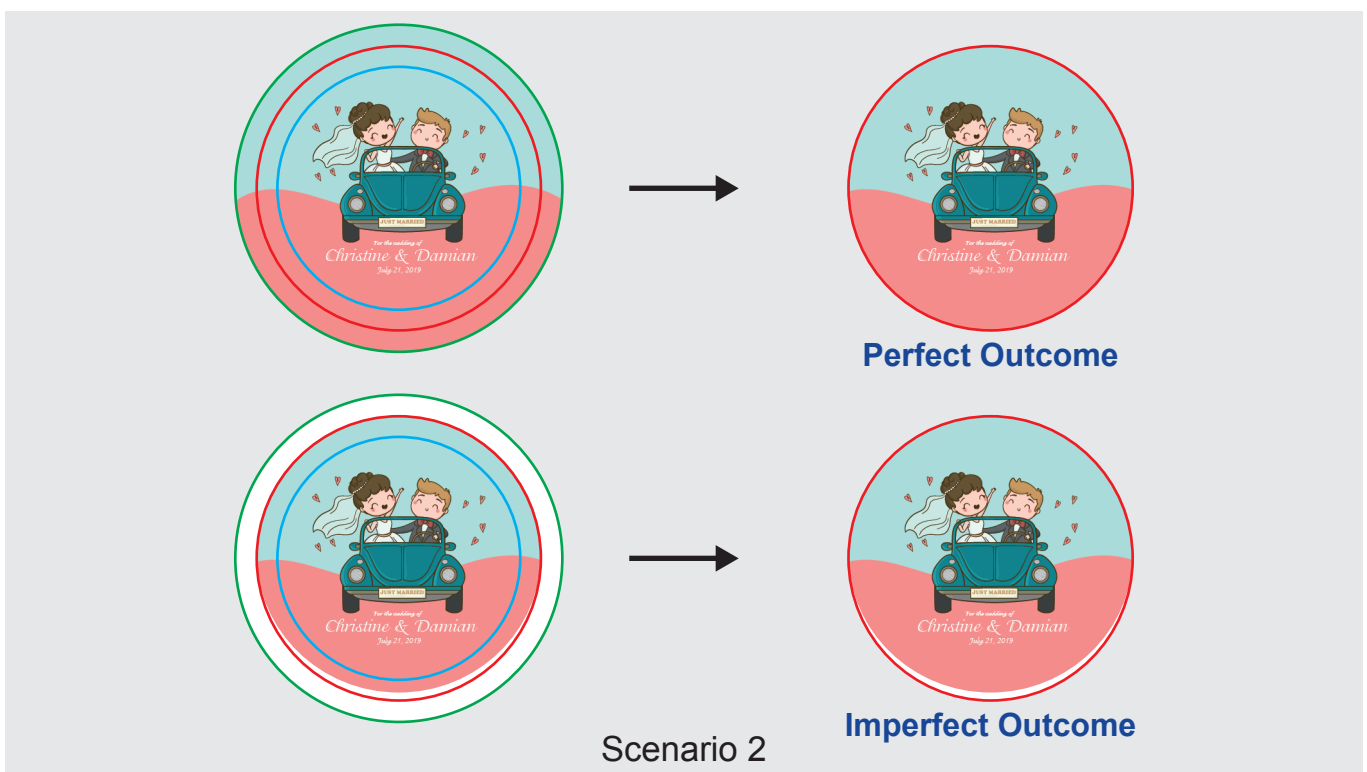 JUST MARRIED
For the wedding of
Christine & Damian
July 21, 2019
JUST MARRIED
For the wedding of
Christine & Damian
July 21, 2019
Perfect Outcome
JUST MARRIED
For the wedding of
Christine & Damian
July 21, 2019
JUST MARRIED
For the wedding of
Christine & Damian
July 21, 2019
Imperfect Outcome
Scenario 2